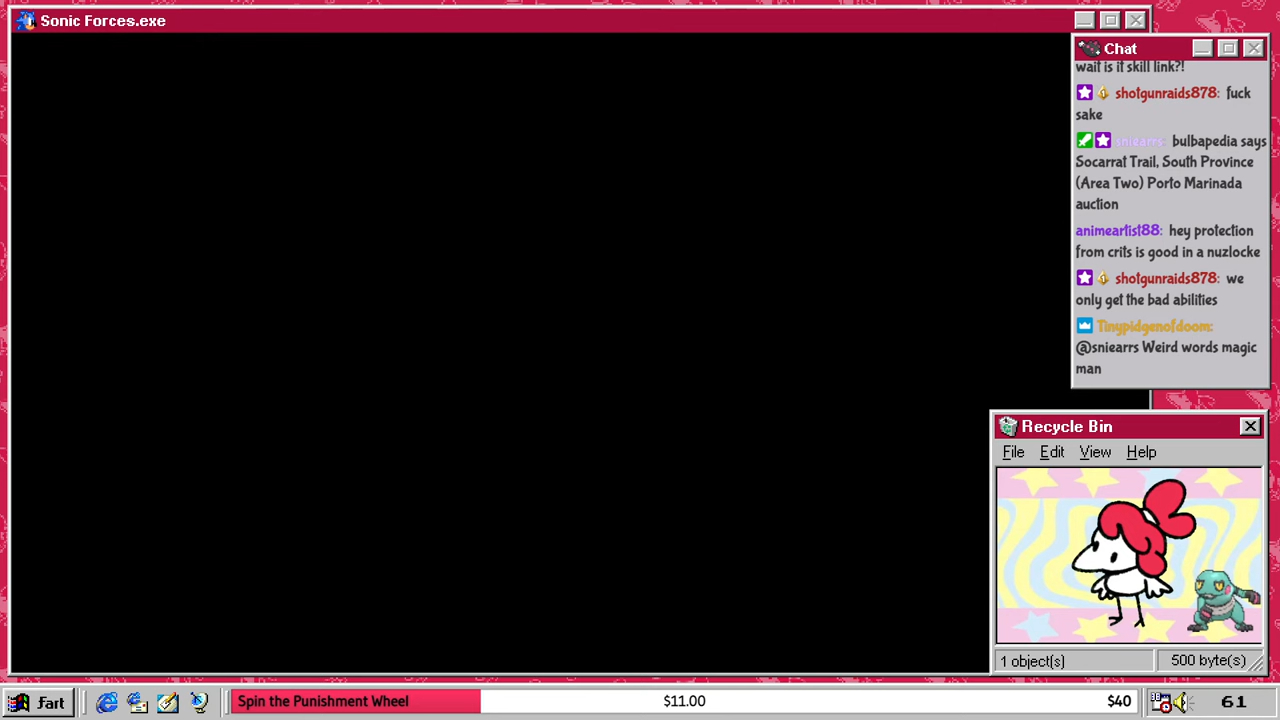 Sonic Forces.exe
Chat
wait is it skill link?!
shotgunraids878: fuck
sake
sniearrs: bulbapedia says
Socarrat Trail, South Province
(Area Two) Porto Marinada
auction
animeartist88: hey protection
from crits is good in a nuzlocke
shotgunraids878: we
only get the bad abilities
Tinypidgenofdoom:
@sniearrs Weird words magic
man
Recycle Bin
File Edit View Help
1 object(s) 500 byte(s)
fart Spin the Punishment Wheel $11.00 $40 61